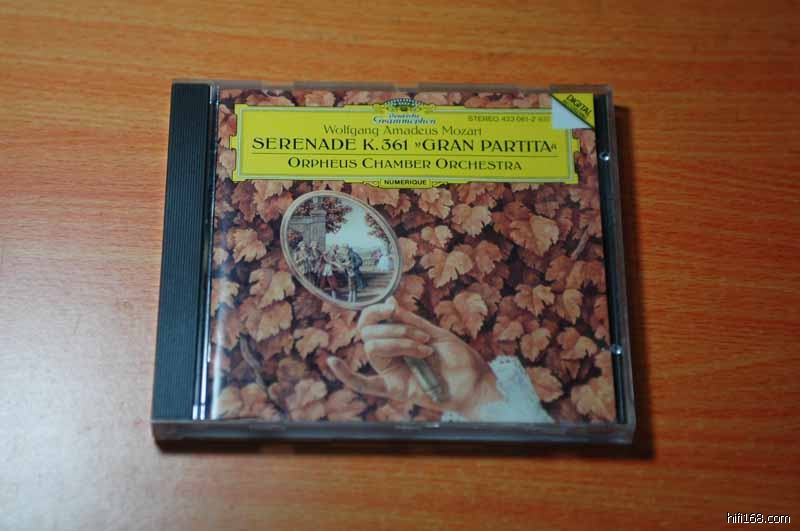 Deutsche
Grammophon
STEREO 423 061-2
DIGITAL
Wolfgang Amadeus Mozart
SERENADE K. 361 »GRAN PARTITA«
ORPHEUS CHAMBER ORCHESTRA
NUMERIQUE
hifi168.com